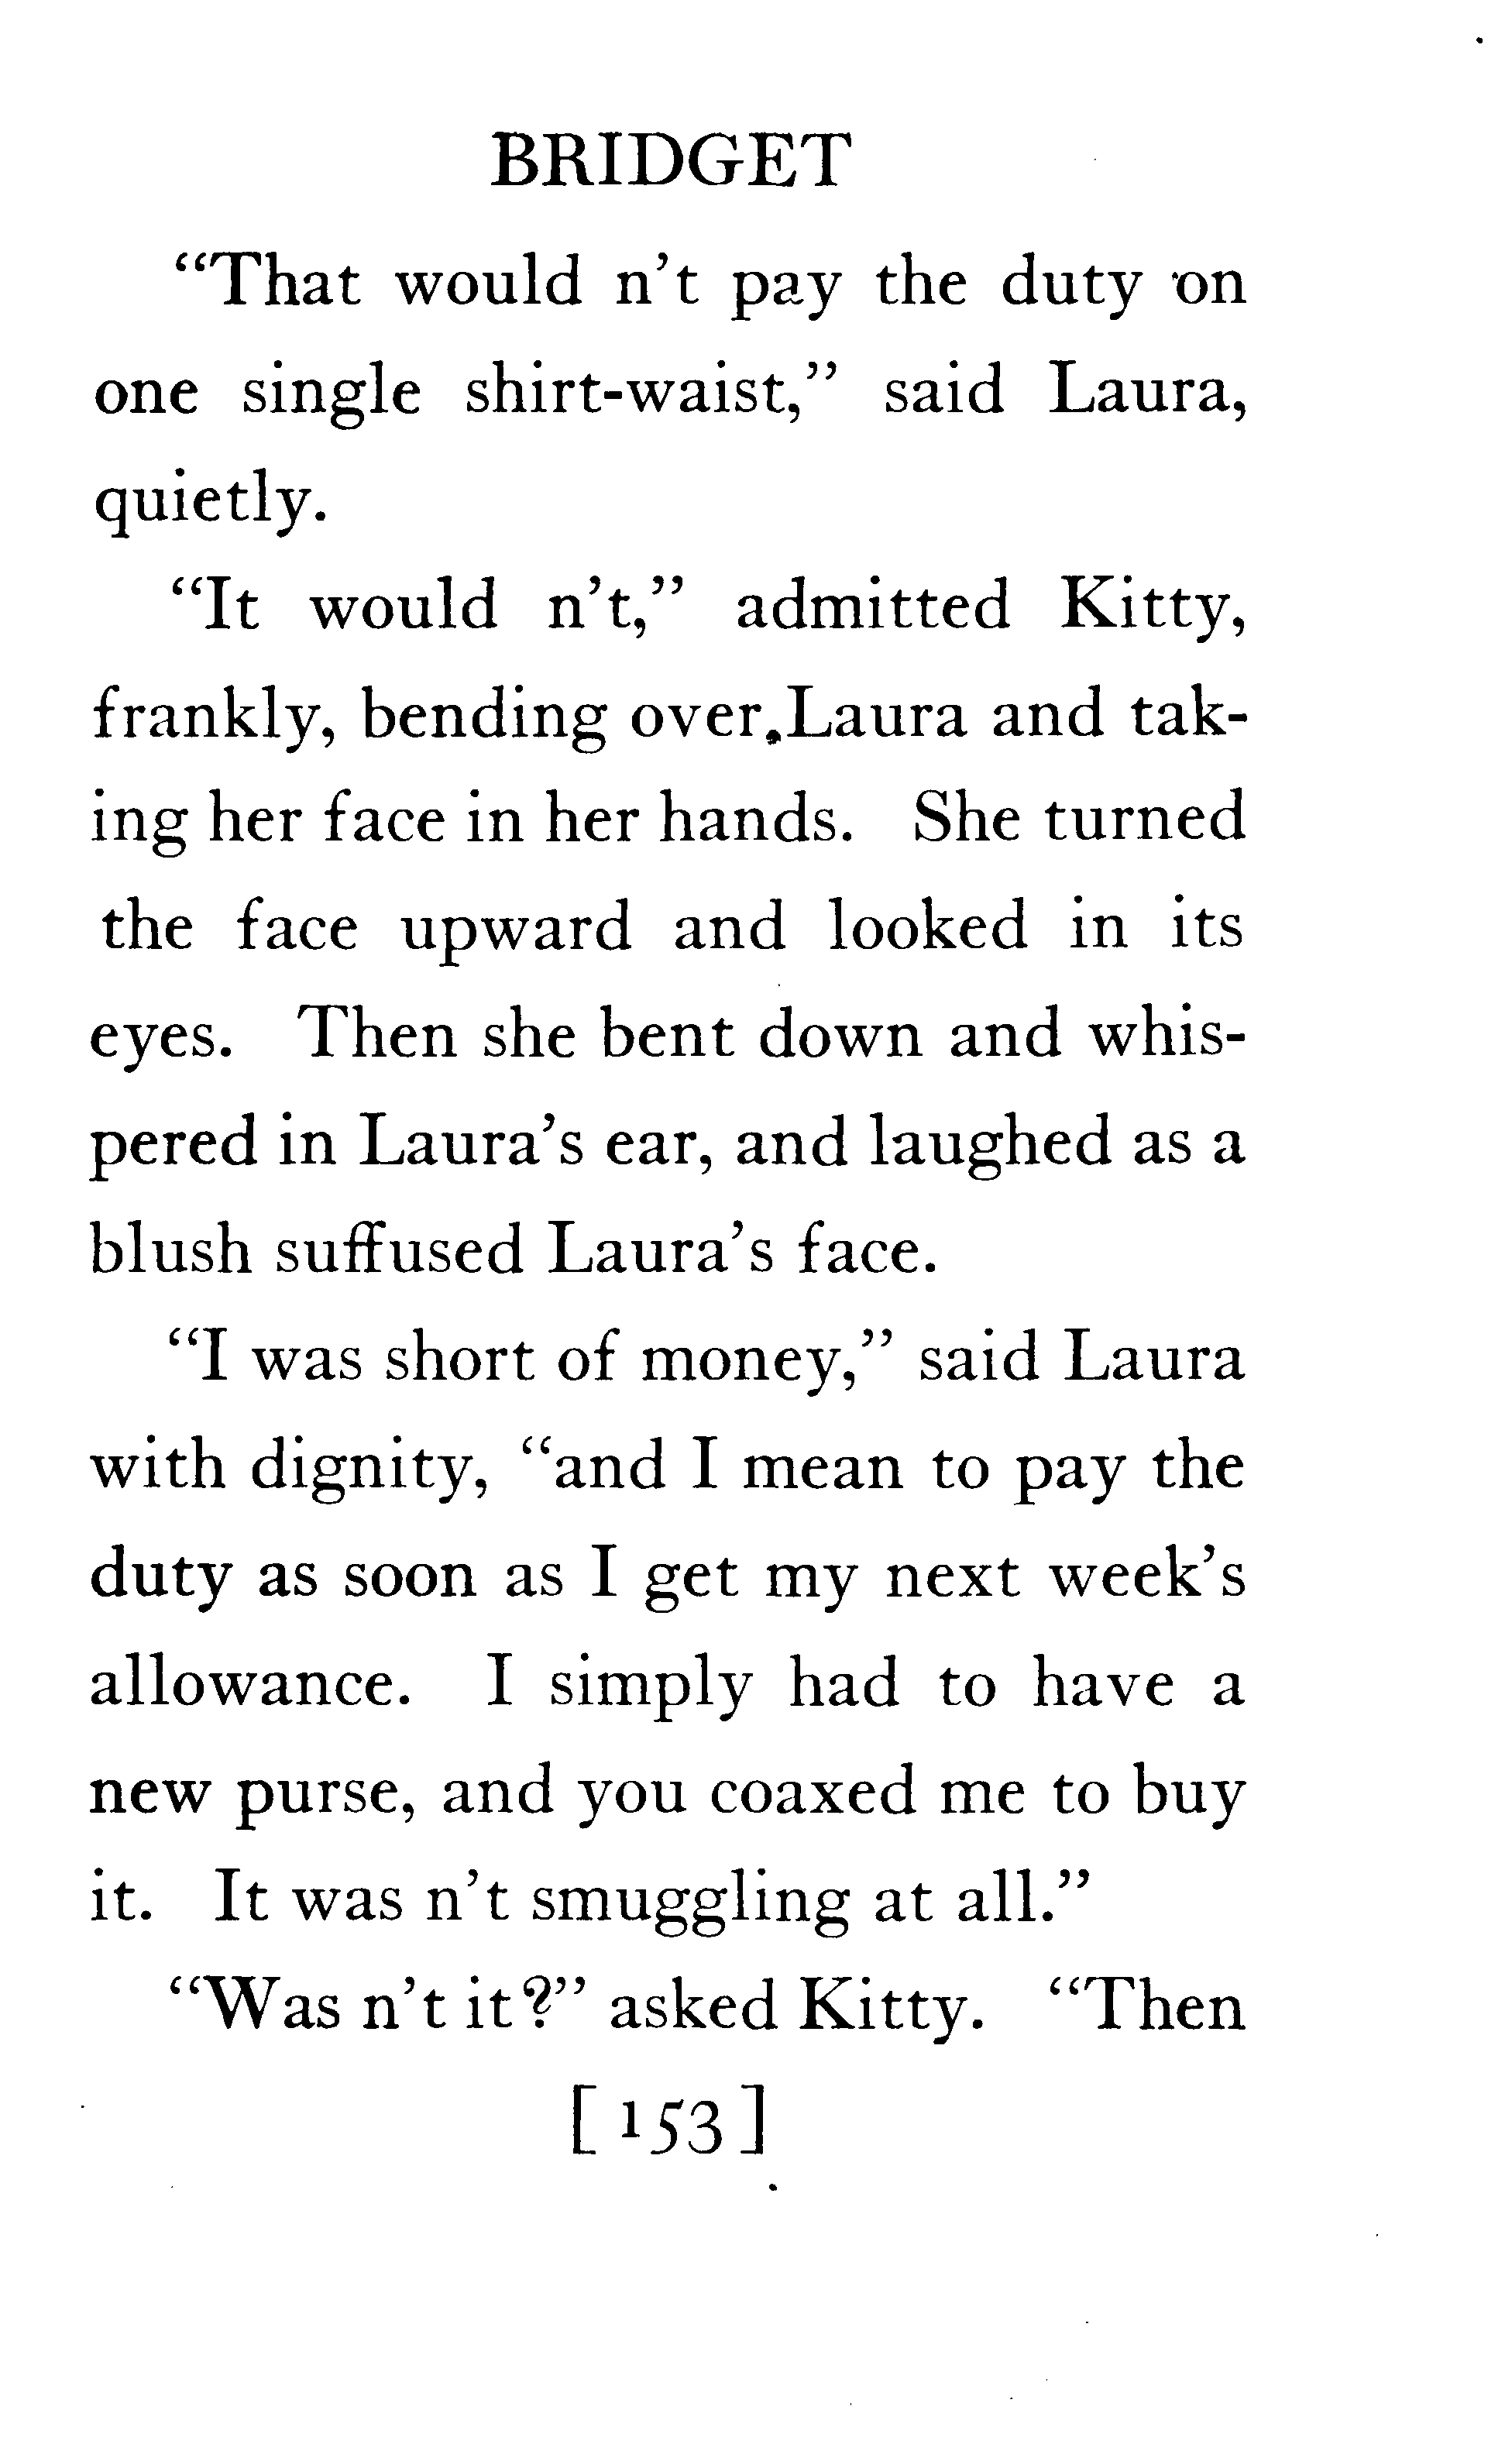 BRIDGET
“That would n’t pay the duty on
one single shirt-waist,” said Laura,
quietly.
“It would n’t,” admitted Kitty,
frankly, bending over Laura and tak-
ing her face in her hands. She turned
the face upward and looked in its
eyes. Then she bent down and whis-
pered in Laura’s ear, and laughed as a
blush suffused Laura’s face.
“I was short of money,” said Laura
with dignity, “and I mean to pay the
duty as soon as I get my next week’s
allowance. I simply had to have a
new purse, and you coaxed me to buy
it. It was n’t smuggling at all.”
“Was n’t it?” asked Kitty. “Then
[153]